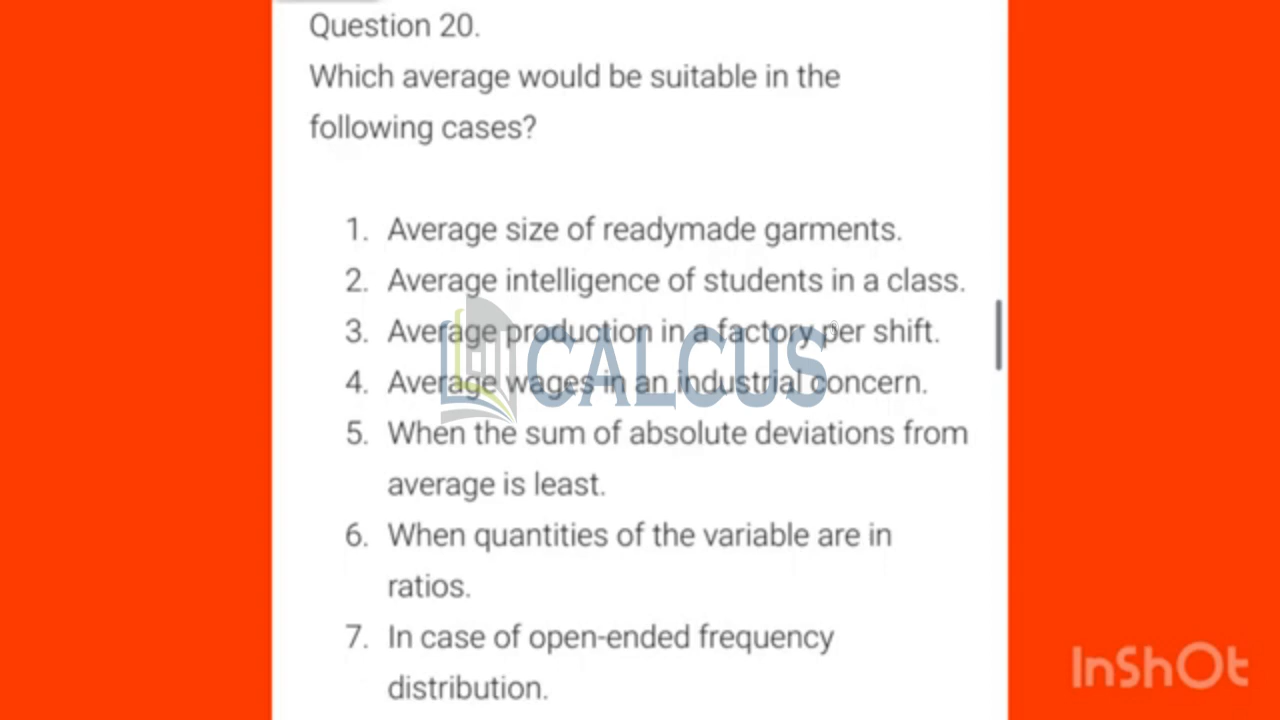 Question 20.
Which average would be suitable in the
following cases?
1. Average size of readymade garments.
2. Average intelligence of students in a class.
3. Average production in a factory per shift.
4. Average wages in an industrial concern.
CALCUS®
5. When the sum of absolute deviations from
average is least.
6. When quantities of the variable are in
ratios.
7. In case of open-ended frequency
distribution.
InShOt